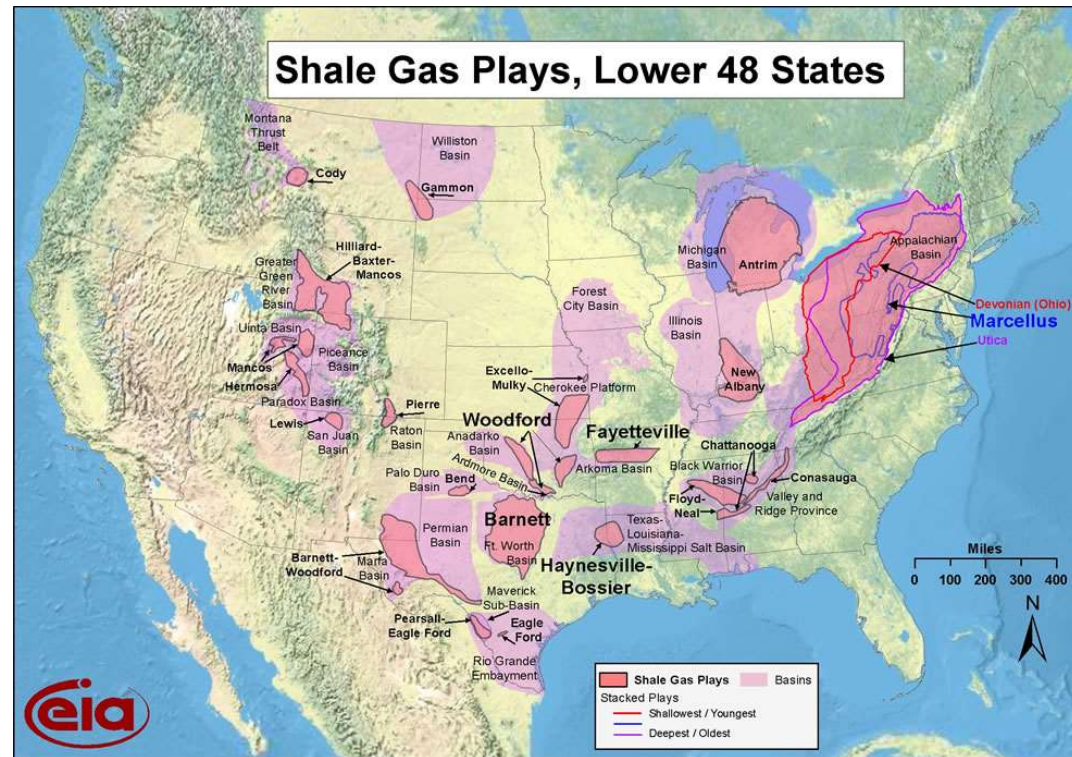 Shale Gas Plays, Lower 48 States
Montana
Thrust
Belt
Cody
Williston
Basin
Gammon
Hilliard-
Baxter-
Mancos
Greater
Green
River
Basin
Uinta Basin
Mancos
Piceance
Basin
Hermosa
Paradox Basin
Lewis
San Juan
Basin
Pierre
Raton
Basin
Michigan
Basin
Antrim
Appalachian
Basin
Devonian (Ohio)
Marcellus
Utica
Forest
City Basin
Illinois
Basin
New
Albany
Excello-
Mulky
Cherokee Platform
Woodford
Anadarko
Basin
Fayetteville
Arkoma Basin
Ardmore Basin
Palo Duro
Basin
Bend
Chattanooga
Black Warrior
Basin
Conasauga
Floyd-
Neal
Valley and
Ridge Province
Barnett
Ft. Worth
Basin
Permian
Basin
Barnett-
Woodford
Marfa
Basin
Texas-
Louisiana-
Mississippi Salt Basin
Haynesville-
Bossier
Maverick
Sub-Basin
Pearsall-
Eagle Ford
Eagle
Ford
Rio Grande
Embayment
Miles
0 100 200 300 400
N
Shale Gas Plays Basins
Stacked Plays
Shallowest / Youngest
Deepest / Oldest
eia